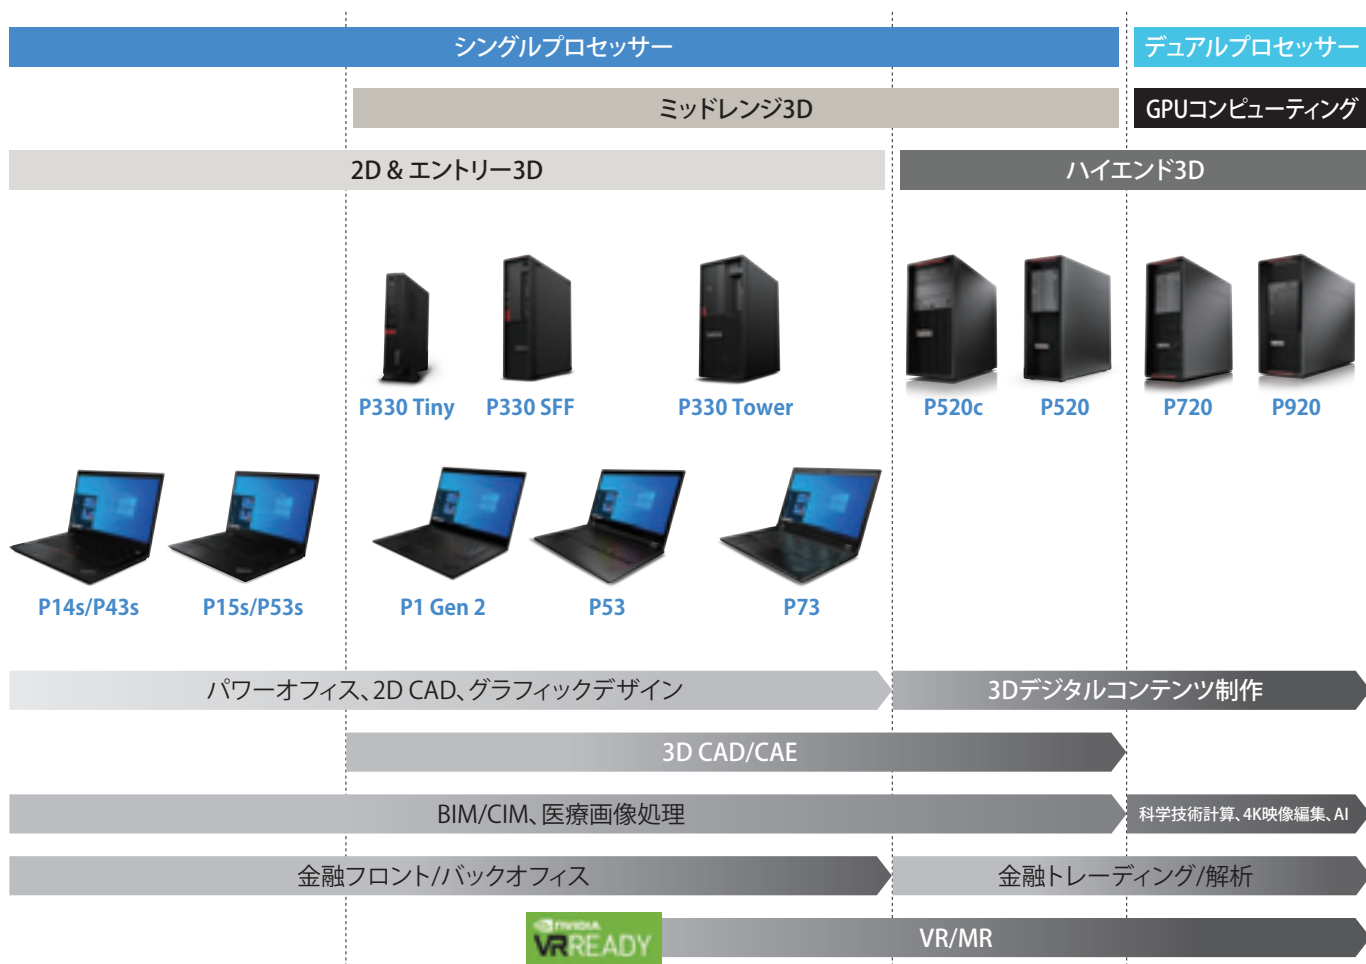 シングルプロセッサー
デュアルプロセッサー
ミッドレンジ3D
GPUコンピューティング
2D & エントリー3D
ハイエンド3D
P330 Tiny
P330 SFF
P330 Tower
P520c
P520
P720
P920
P14s/P43s
P15s/P53s
P1 Gen 2
P53
P73
パワーオフィス、2D CAD、グラフィックデザイン
3Dデジタルコンテンツ制作
3D CAD/CAE
BIM/CIM、医療画像処理
科学技術計算、4K映像編集、AI
金融フロント/バックオフィス
金融トレーディング/解析
NVIDIA
VR READY
VR/MR